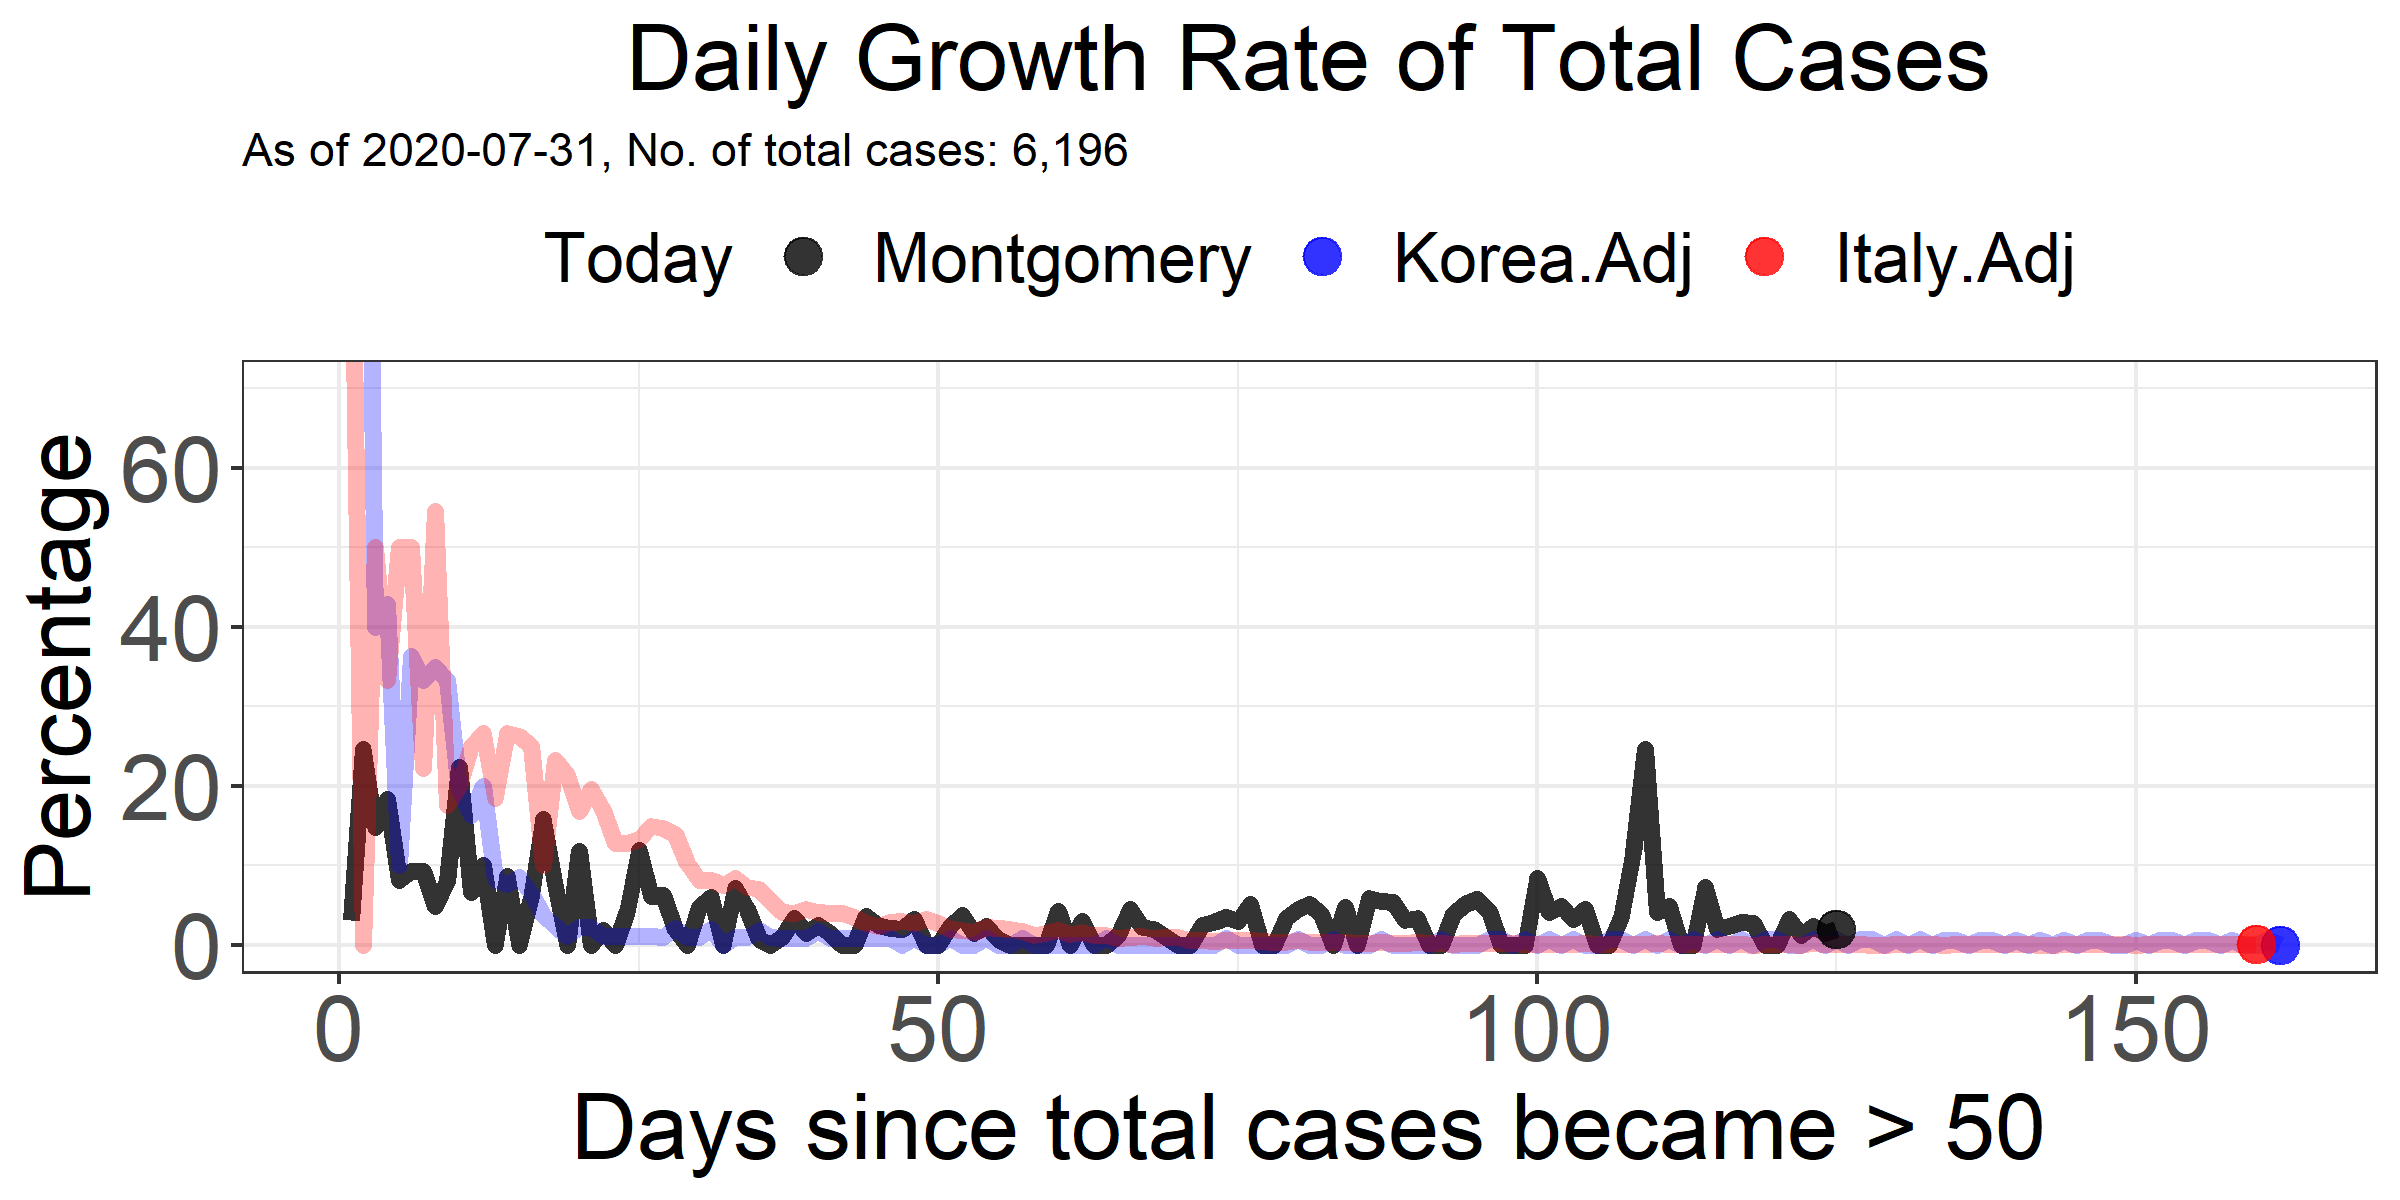 Daily Growth Rate of Total Cases
As of 2020-07-31, No. of total cases: 6,196
Today Montgomery Korea.Adj Italy.Adj
Percentage
60
40
20
0
0 50 100 150
Days since total cases became > 50